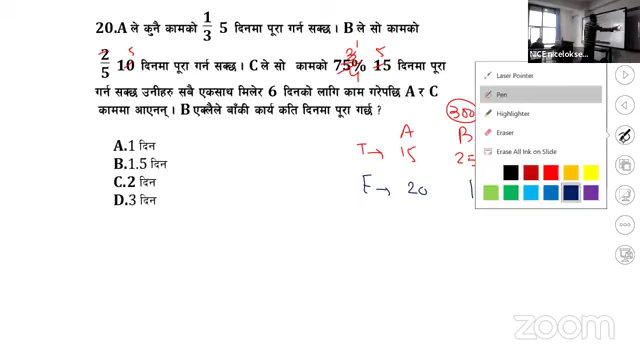 20.A ले कुनै कामको 1/3 5 दिनमा पूरा गर्न सक्छ। B ले सो कामको
2/5 10 दिनमा पूरा गर्न सक्छ। C ले सो कामको 75% 15 दिनमा पूरा
गर्न सक्छ उनीहरु सबै एकसाथ मिलेर 6 दिनको लागि काम गरेपछि A र C
काममा आएनन्। B एक्लैले बाँकी कार्य कति दिनमा पूरा गर्छ ?
A.1 दिन
B.1.5 दिन
C.2 दिन
D.3 दिन
5
3 1
4
5
300
A B
T → 15 25
E → 20
NiCE nicelokse...
Laser Pointer
Pen
Highlighter
Eraser
Erase All Ink on Slide
zoom